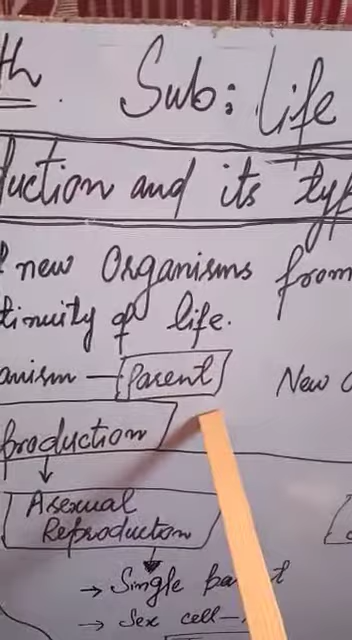 th. Sub: Life
duction and its typ
new Organisms from
tinuity of life.
anism - Parent New O
production
Asexual
Reproduction
→ Single parent
→ Sex cell -